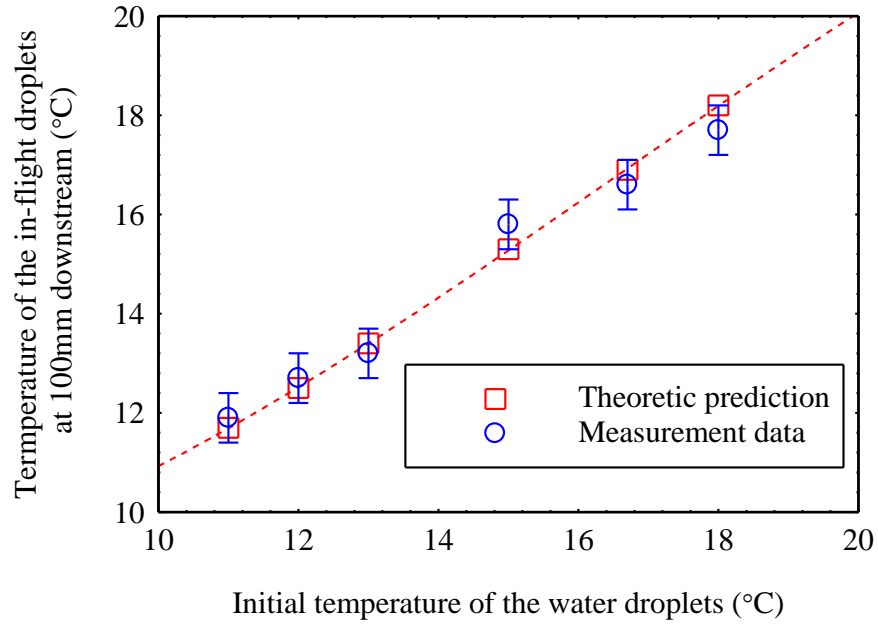 Termperature of the in-flight droplets
at 100mm downstream (°C)
20
18
16
14
12
10
10 12 14 16 18 20
Theoretic prediction
Measurement data
Initial temperature of the water droplets (°C)